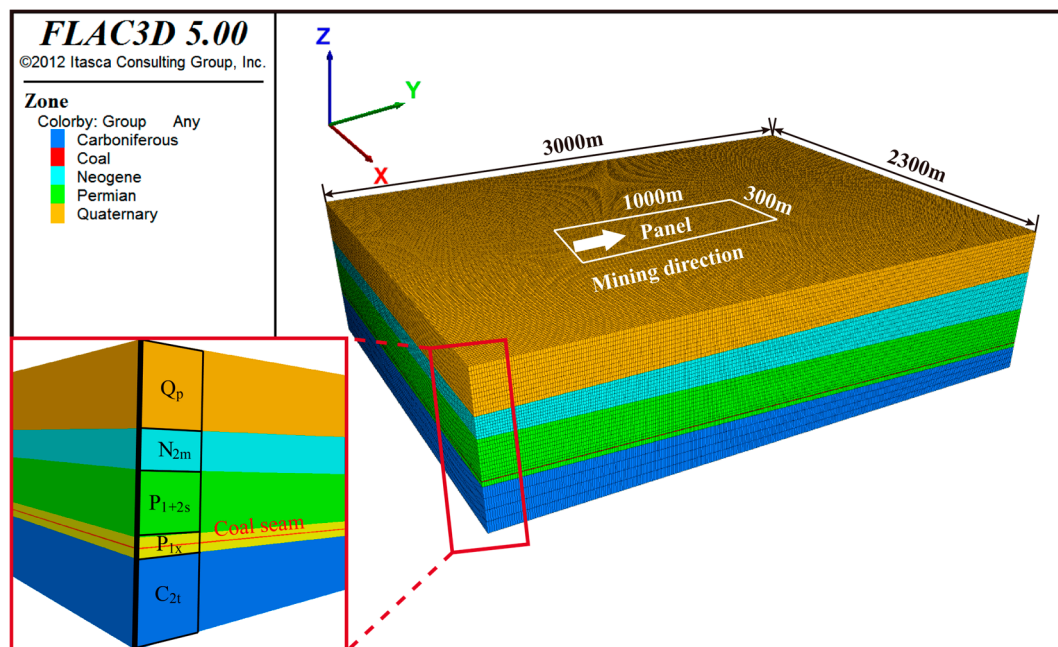 FLAC3D 5.00
©2012 Itasca Consulting Group, Inc.
Zone
Colorby: Group Any
Carboniferous
Coal
Neogene
Permian
Quaternary
Z
Y
X
3000m
2300m
1000m
300m
Panel
Mining direction
Qp
N2m
P1+2s
Coal seam
P1x
C2t